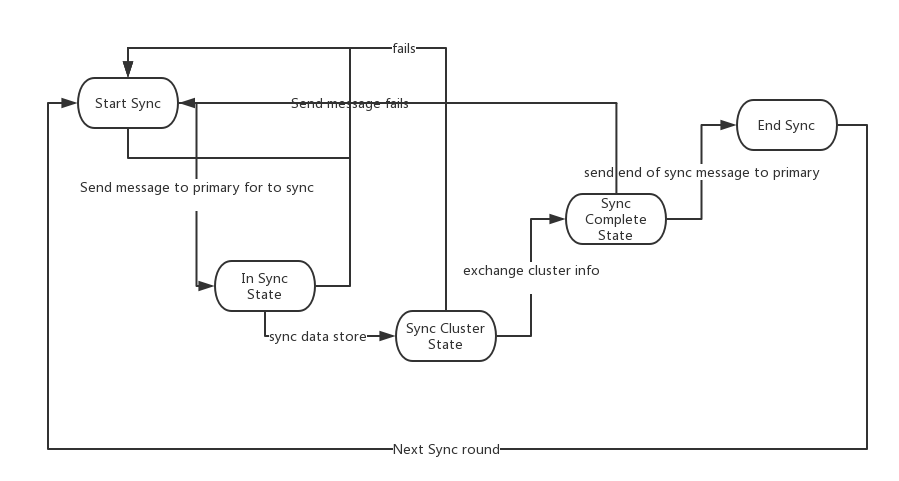 fails
Start Sync
Send message fails
End Sync
send end of sync message to primary
Send message to primary for to sync
Sync
Complete
State
exchange cluster info
In Sync
State
sync data store
Sync Cluster
State
Next Sync round